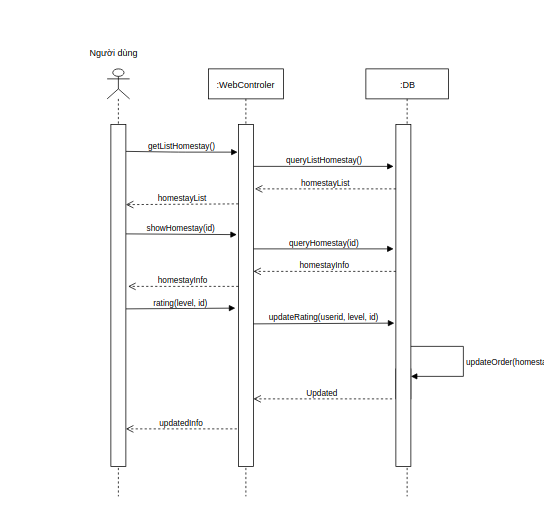 Người dùng
:WebControler
:DB
getListHomestay()
queryListHomestay()
homestayList
homestayList
showHomestay(id)
queryHomestay(id)
homestayInfo
homestayInfo
rating(level, id)
updateRating(userid, level, id)
updateOrder(homesta
Updated
updatedInfo